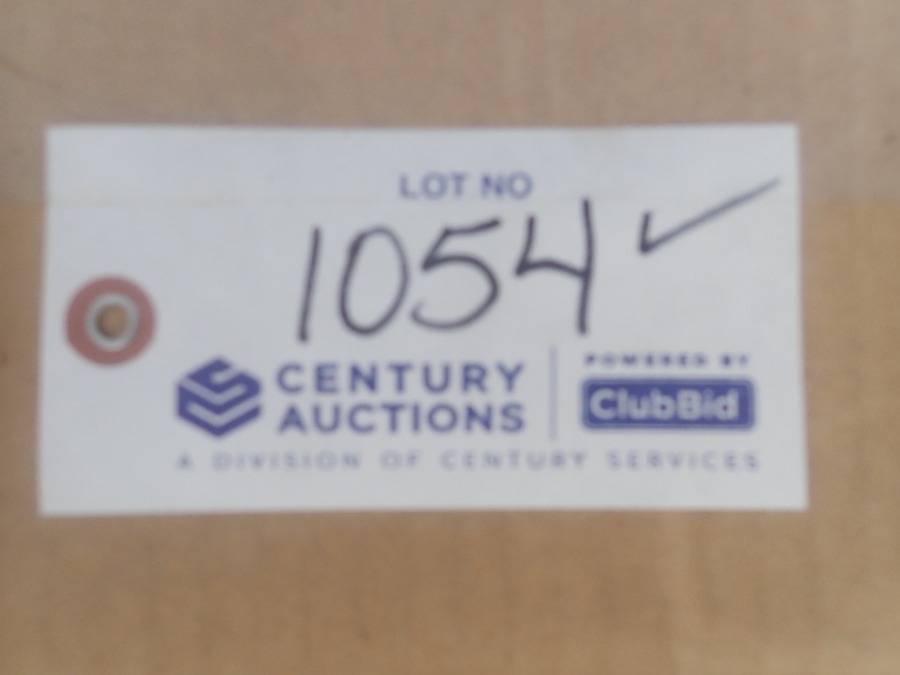 LOT NO
1054 ✓
CENTURY
AUCTIONS
POWERED BY
ClubBid
A DIVISION OF CENTURY SERVICES